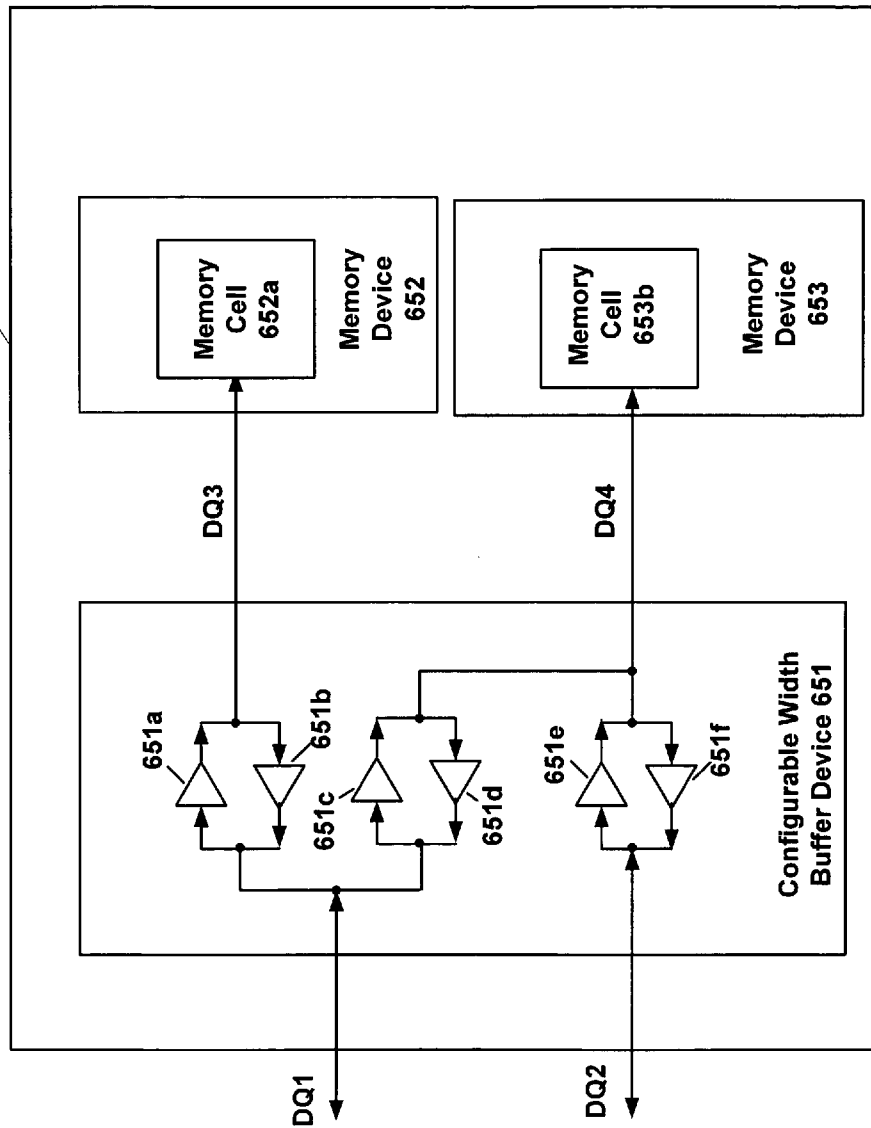 DQ1
DQ2
651a
651b
651c
651d
651e
651f
Configurable Width
Buffer Device 651
DQ3
DQ4
Memory
Cell
652a
Memory
Device
652
Memory
Cell
653b
Memory
Device
653